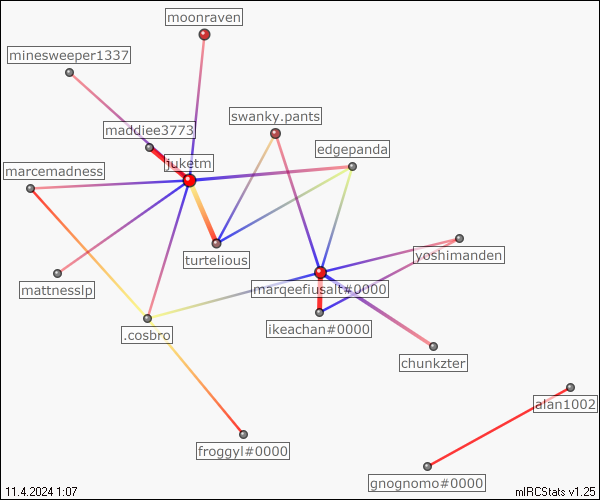 moonraven
minesweeper1337
swanky.pants
maddiee3773
edgepanda
juketm
marcemadness
turtelious
yoshimanden
mattnesslp
marqeefiusalt#0000
.cosbro
ikeachan#0000
chunkzter
alan1002
froggyl#0000
gnognomo#0000
11.4.2024 1:07
mIRCStats v1.25